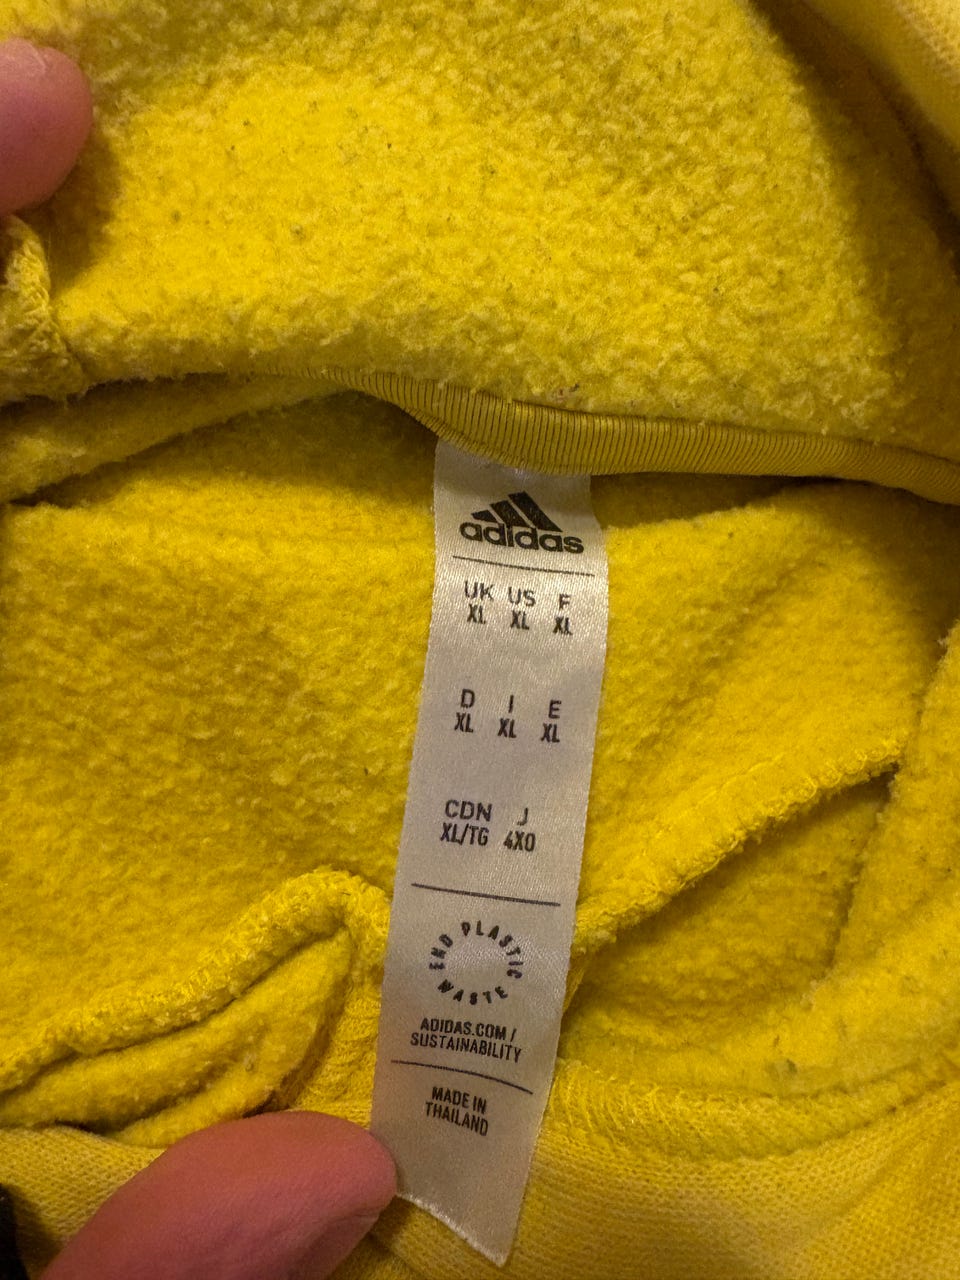 adidas
UK US F
XL XL XL
D I E
XL XL XL
CDN J
XL/TG 4XO
END PLASTIC WASTE
ADIDAS.COM/
SUSTAINABILITY
MADE IN
THAILAND